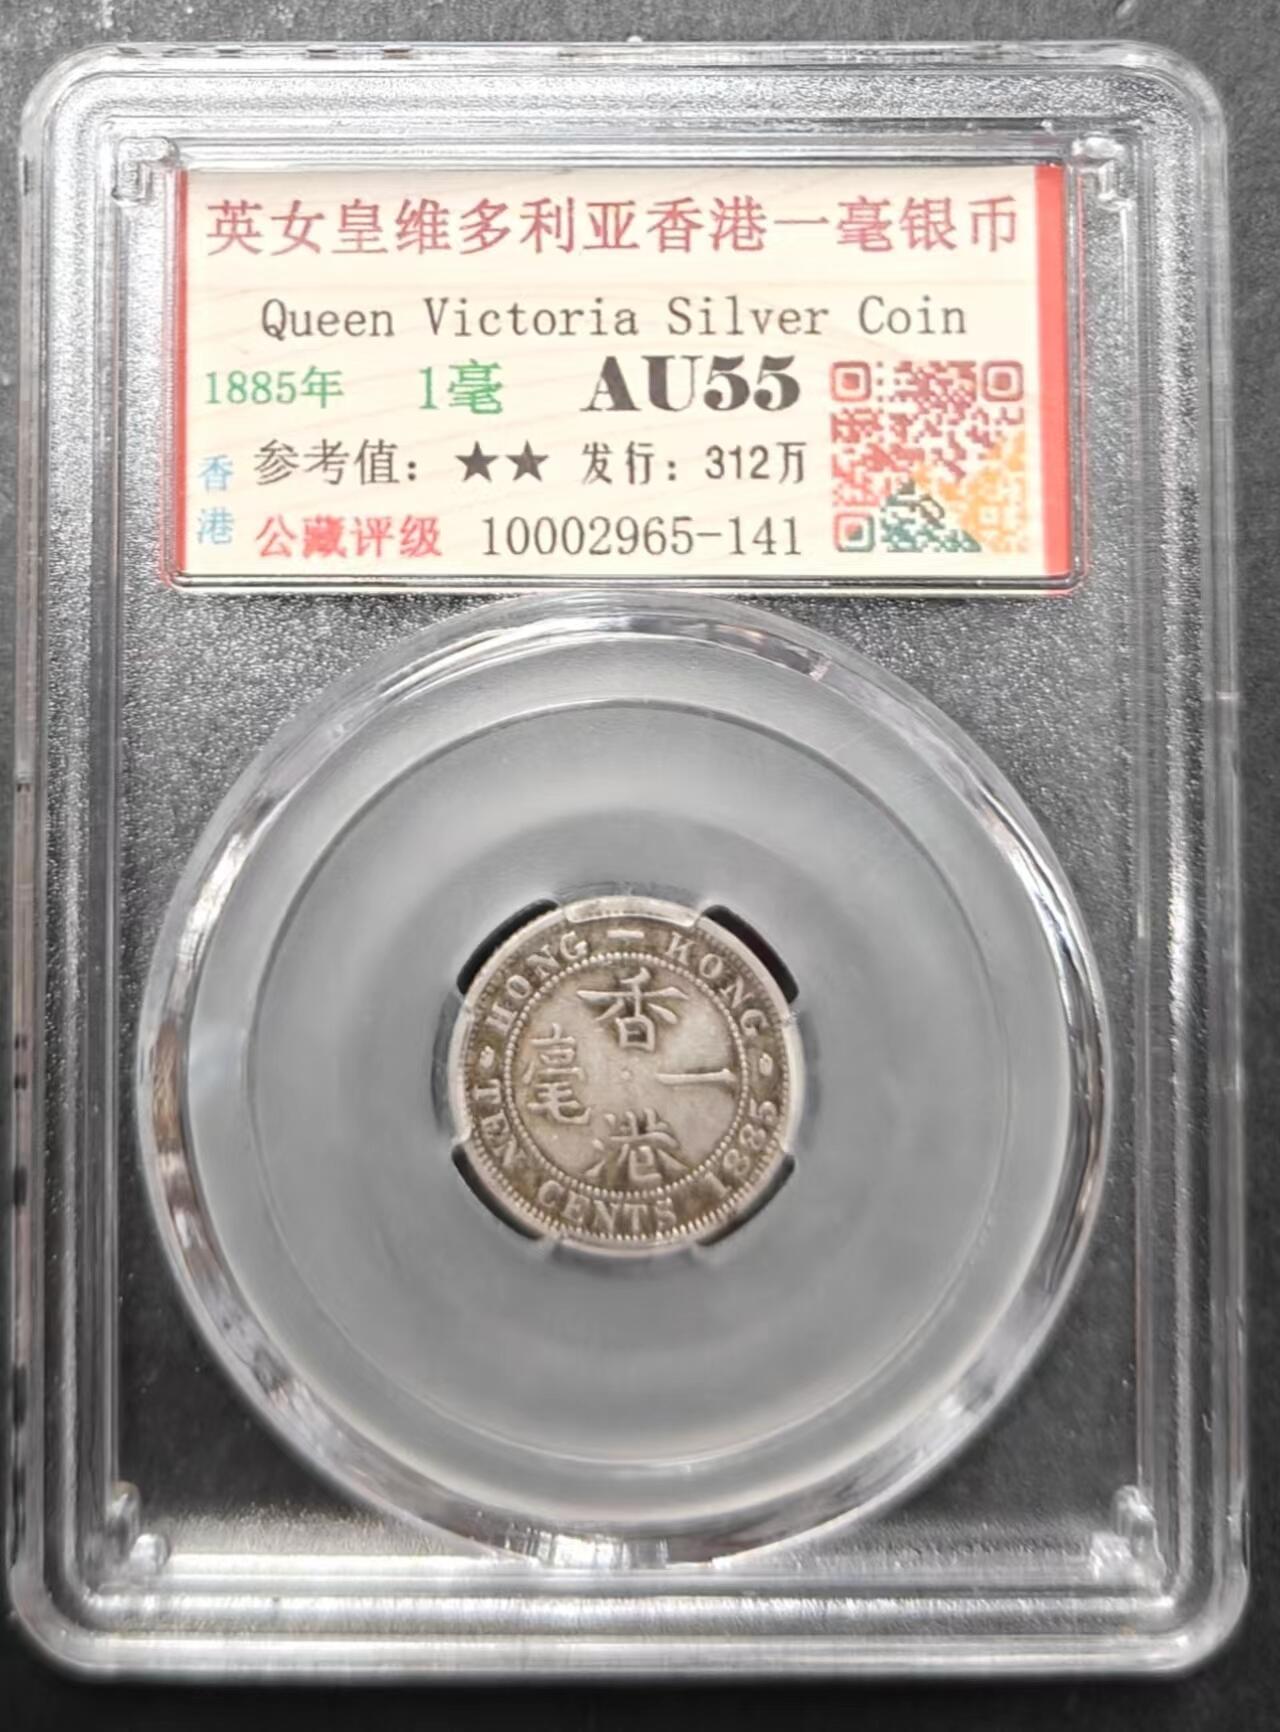 英女皇维多利亚香港一毫银币
Queen Victoria Silver Coin
1885年 1毫 AU55
香港 参考值：★★ 发行：312万
公藏评级 10002965-141
HONG - KONG
香
毫 一
港
TEN CENTS 1885